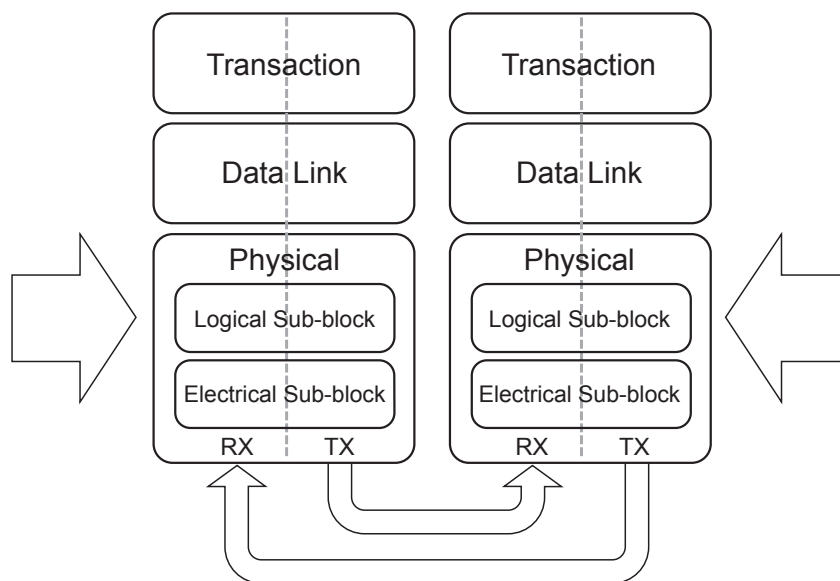 Transaction
Transaction
Data Link
Data Link
Physical
Physical
Logical Sub-block
Logical Sub-block
Electrical Sub-block
Electrical Sub-block
RX TX
RX TX